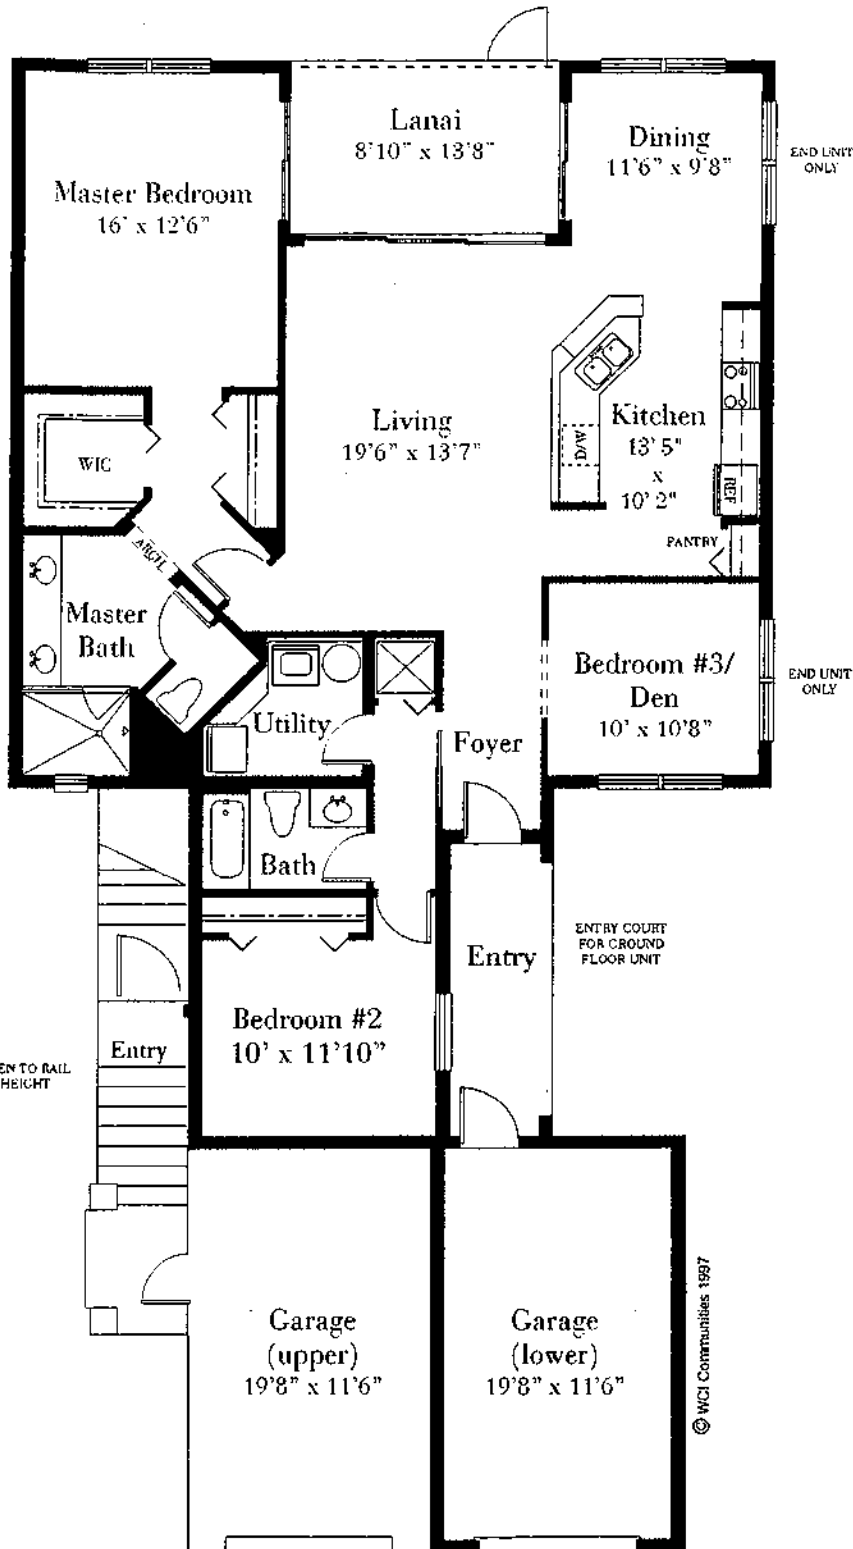 Lanai
8'10" x 13'8"
Dining
11'6" x 9'8"
END UNIT
ONLY
Master Bedroom
16' x 12'6"
Living
19'6" x 13'7"
Kitchen
13' 5"
x
10' 2"
W/D
REF
WIC
PANTRY
ARCH
Master
Bath
Bedroom #3/
Den
10' x 10'8"
END UNIT
ONLY
Utility
Foyer
Bath
ENTRY COURT
FOR GROUND
FLOOR UNIT
Entry
Bedroom #2
10' x 11'10"
Entry
EN TO RAIL
HEIGHT
Garage
(upper)
19'8" x 11'6"
Garage
(lower)
19'8" x 11'6"
© WCI Communities 1997